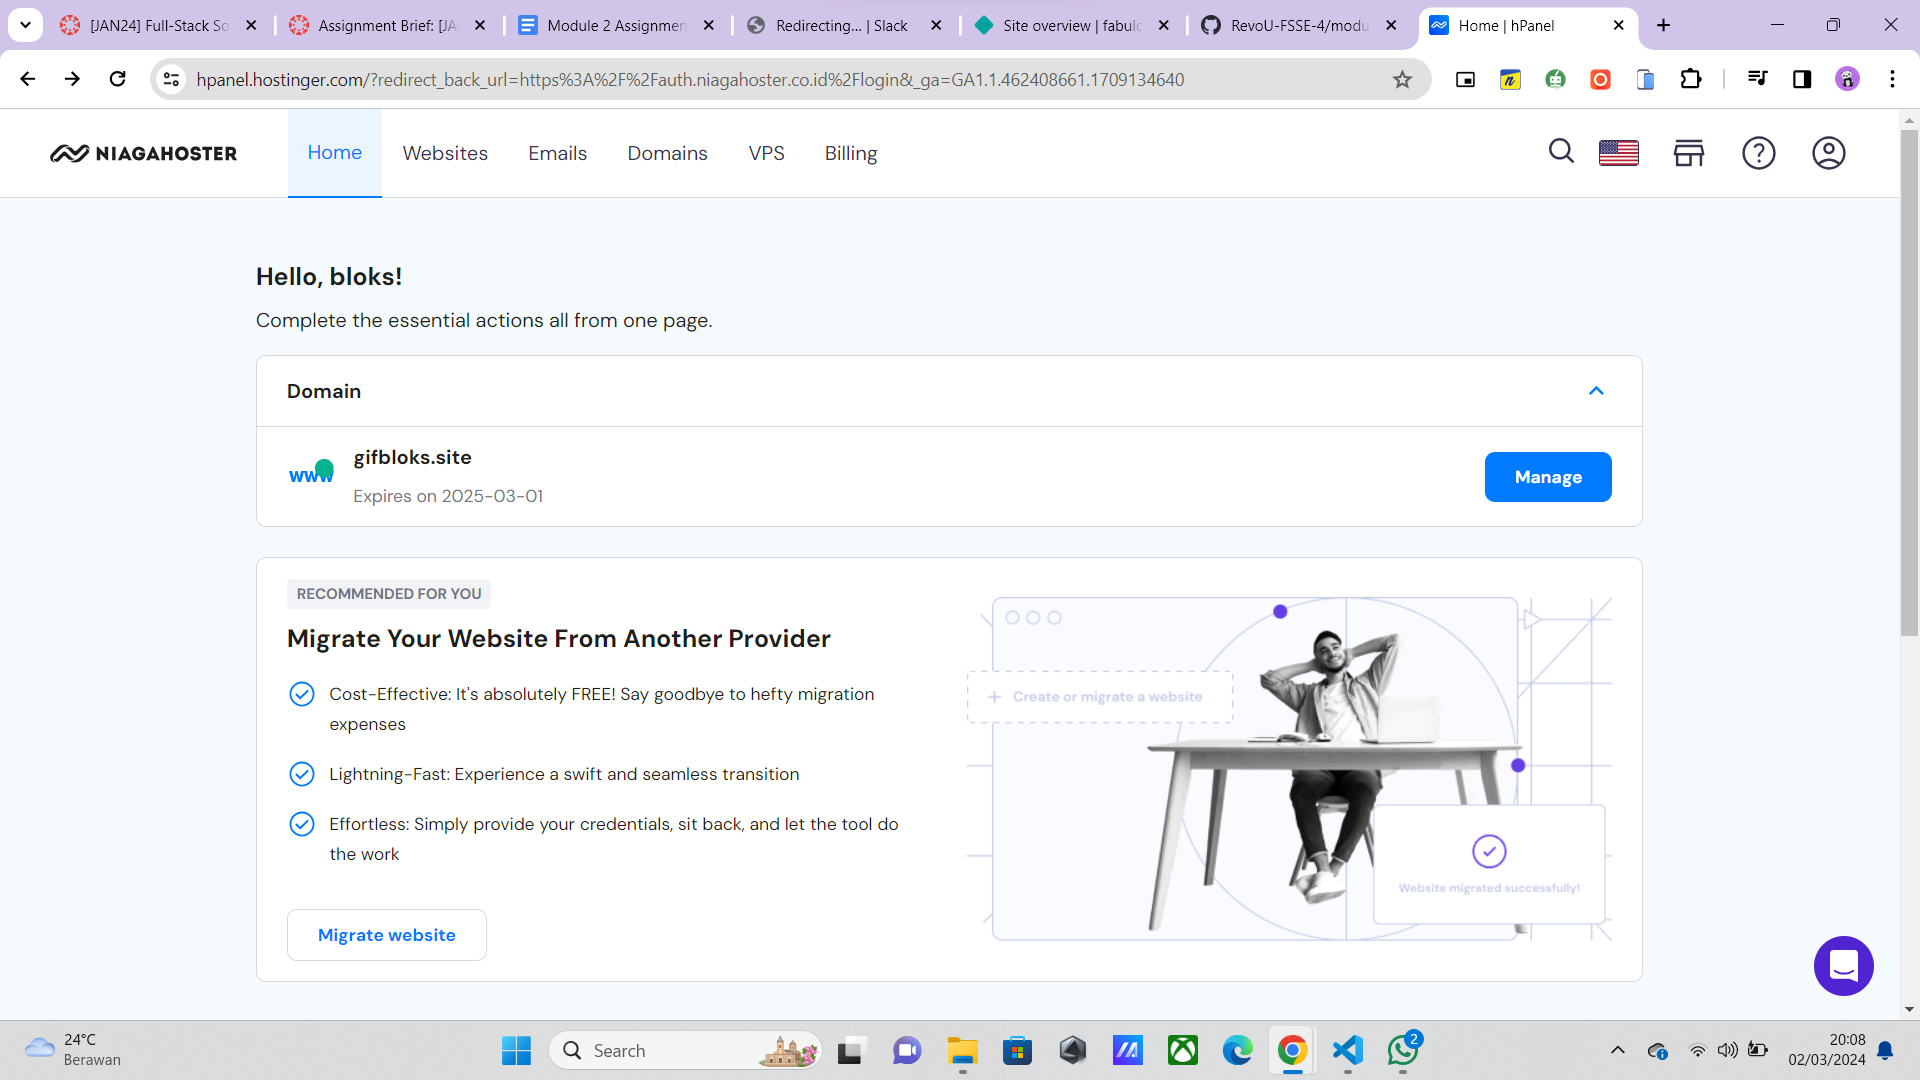 [JAN24] Full-Stack So
Assignment Brief: [JA
Module 2 Assignmen
Redirecting... | Slack
Site overview | fabulo
RevoU-FSSE-4/modu
Home | hPanel
hpanel.hostinger.com/?redirect_back_url=https%3A%2F%2Fauth.niagahoster.co.id%2Flogin&_ga=GA1.1.462408661.1709134640
NIAGAHOSTER
Home
Websites
Emails
Domains
VPS
Billing
Hello, bloks!
Complete the essential actions all from one page.
Domain
www
gifbloks.site
Expires on 2025-03-01
Manage
RECOMMENDED FOR YOU
Migrate Your Website From Another Provider
Cost-Effective: It's absolutely FREE! Say goodbye to hefty migration
expenses
Lightning-Fast: Experience a swift and seamless transition
Effortless: Simply provide your credentials, sit back, and let the tool do
the work
Migrate website
+ Create or migrate a website
Website migrated successfully!
24°C
Berawan
Search
2
20:08
02/03/2024